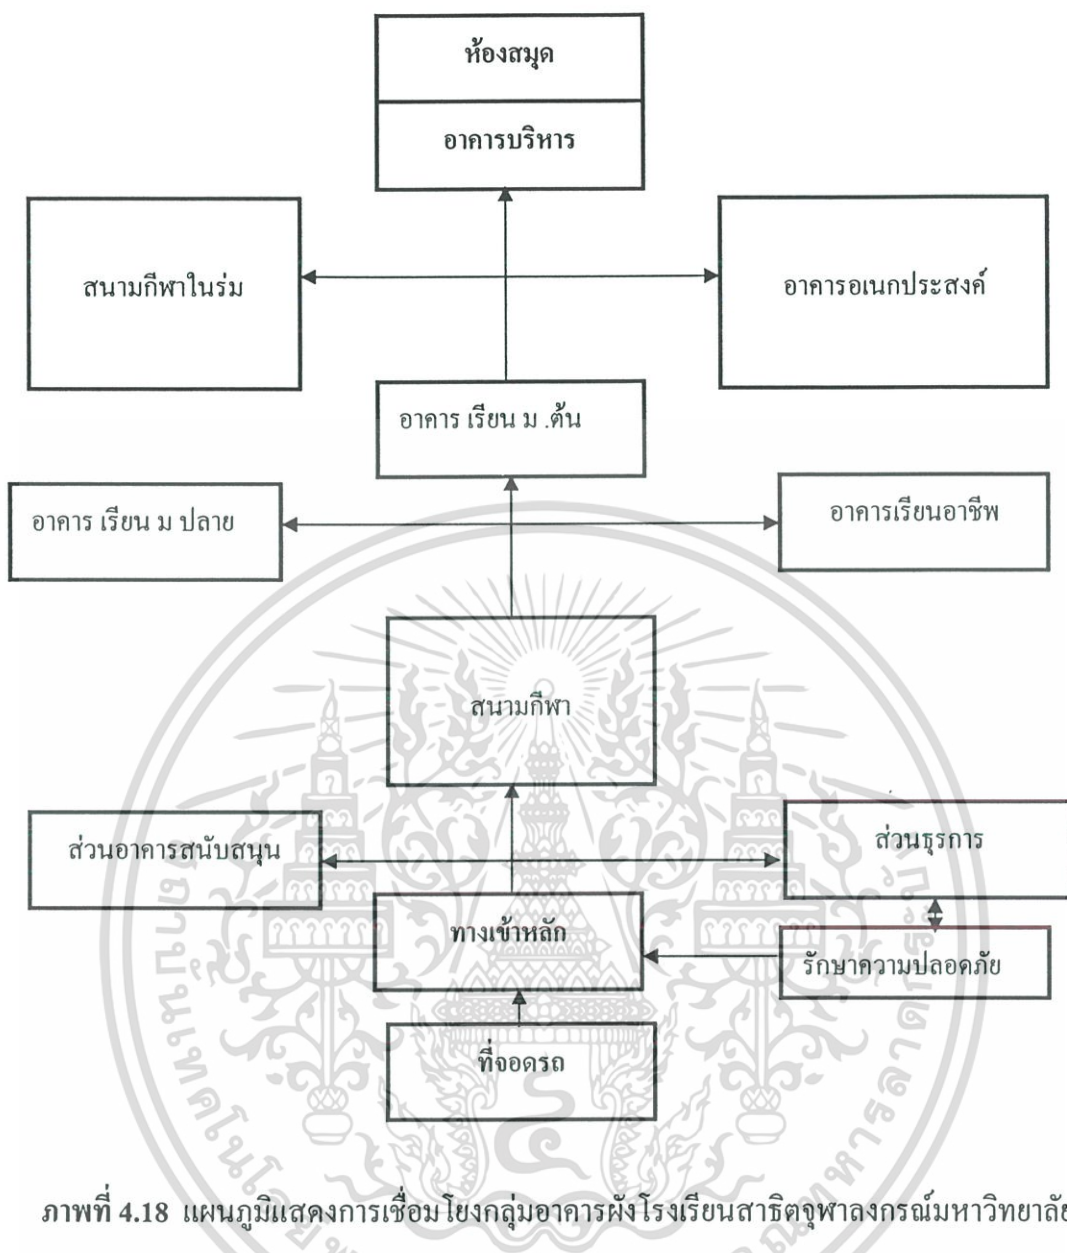 ห้องสมุด
อาคารบริหาร
สนามกีฬาในร่ม
อาคารอเนกประสงค์
อาคาร เรียน ม .ต้น
อาคาร เรียน ม ปลาย
อาคารเรียนอาชีพ
สนามกีฬา
ส่วนอาคารสนับสนุน
ส่วนธุรการ
ทางเข้าหลัก
รักษาความปลอดภัย
ที่จอดรถ
ภาพที่ 4.18 แผนภูมิแสดงการเชื่อมโยงกลุ่มอาคารผังโรงเรียนสาธิตจุฬาลงกรณ์มหาวิทยาลัย